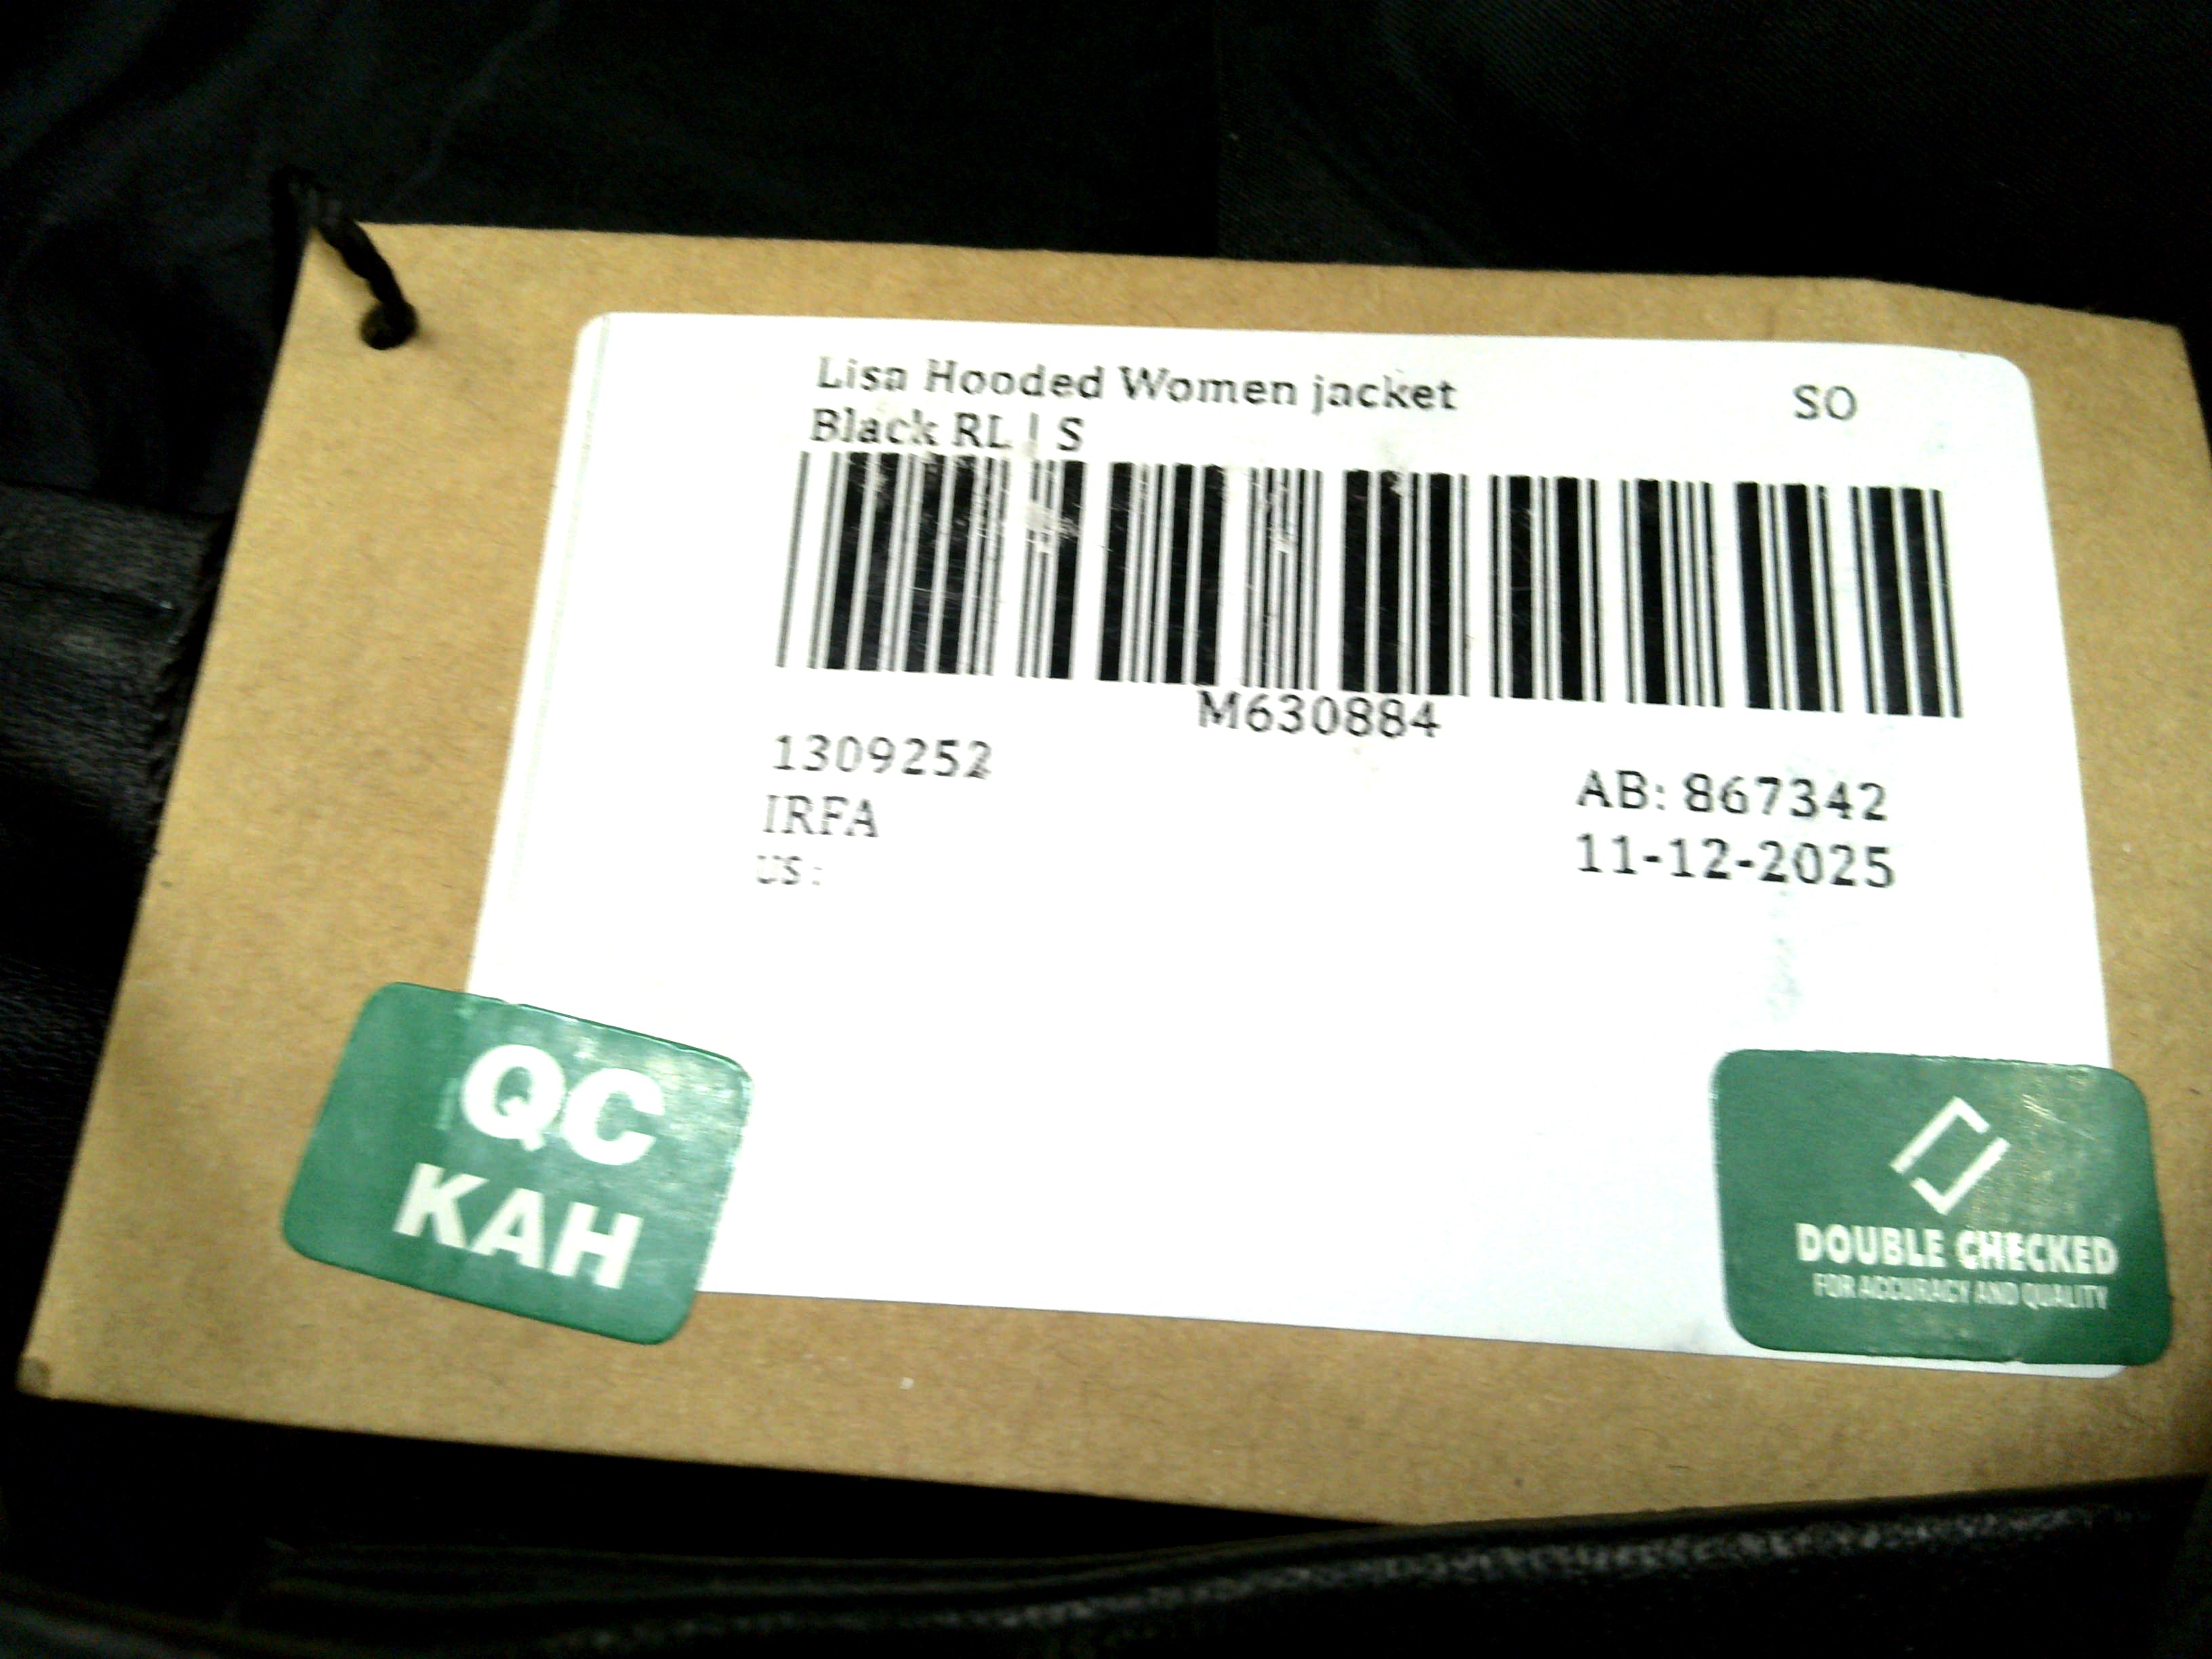 Lisa Hooded Women jacket SO
Black RL | S
M630884
1309252
AB: 867342
IRFA
11-12-2025
US:
QC
KAH
DOUBLE CHECKED
FOR ACCURACY AND QUALITY